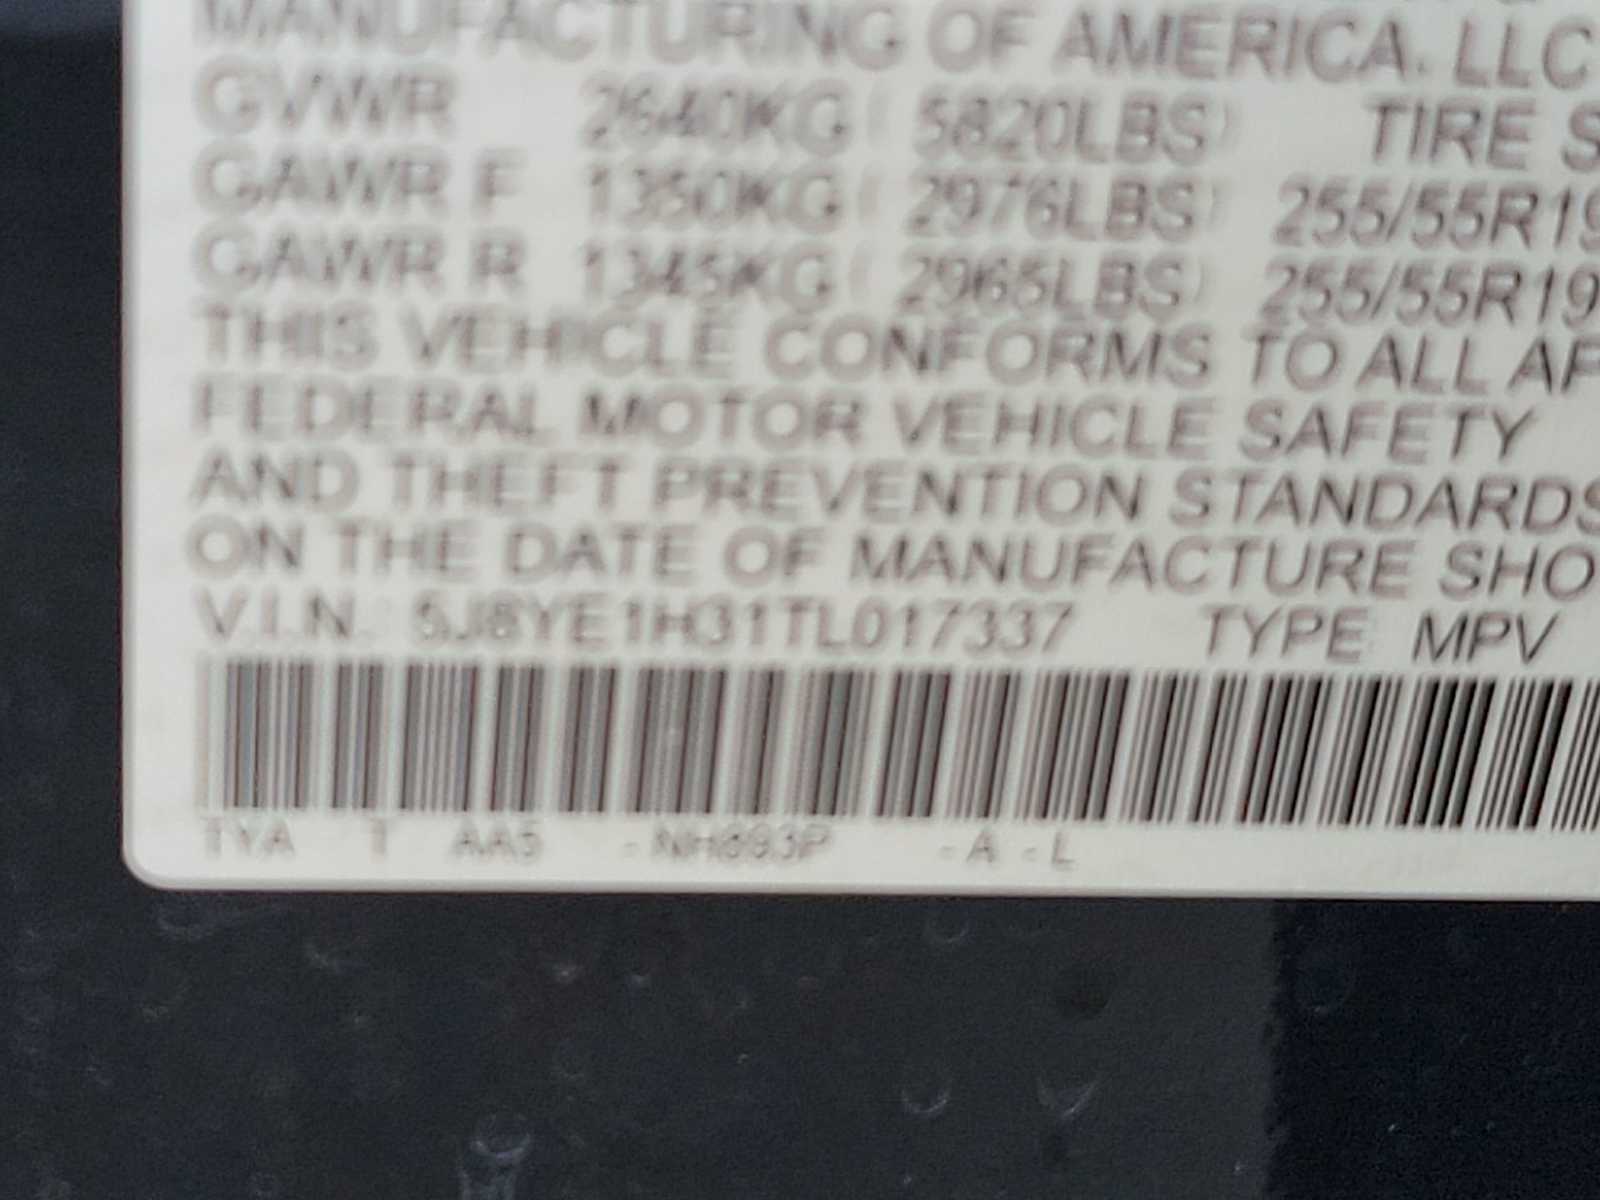 MANUFACTURING OF AMERICA, LLC
GVWR 2640KG ( 5820LBS) TIRE S
GAWR F 1350KG ( 2976LBS) 255/55R19
GAWR R 1345KG ( 2965LBS) 255/55R19
THIS VEHICLE CONFORMS TO ALL AP
FEDERAL MOTOR VEHICLE SAFETY
AND THEFT PREVENTION STANDARDS
ON THE DATE OF MANUFACTURE SHO
V.I.N. 5J8YE1H31TL017337 TYPE MPV
TYA T AA5 - NH893P - A - L